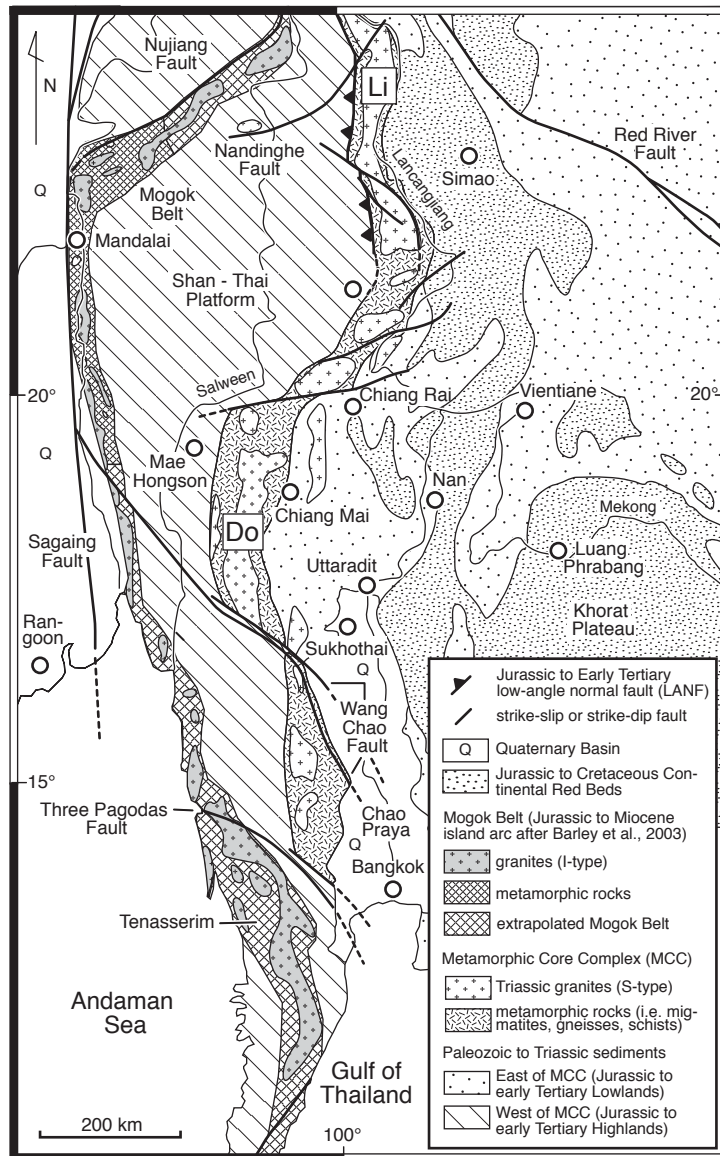 Nujiang
Fault
N
Li
Red River
Fault
Nandinghe
Fault
Lancangjiang
Simao
Q
Mogok
Belt
Mandalai
Shan - Thai
Platform
Salween
20°
20°
Chiang Rai
Vientiane
Q
Mae
Hongson
Nan
Mekong
Chiang Mai
Do
Sagaing
Fault
Luang
Phrabang
Uttaradit
Khorat
Plateau
Ran-
goon
Sukhothai
Q
Wang
Chao
Fault
15°
Three Pagodas
Fault
Chao
Praya
Q
Bangkok
Tenasserim
Andaman
Sea
Gulf of
Thailand
200 km
100°
Jurassic to Early Tertiary
low-angle normal fault (LANF)
strike-slip or strike-dip fault
Q Quaternary Basin
Jurassic to Cretaceous Con-
tinental Red Beds
Mogok Belt (Jurassic to Miocene
island arc after Barley et al., 2003)
granites (I-type)
metamorphic rocks
extrapolated Mogok Belt
Metamorphic Core Complex (MCC)
Triassic granites (S-type)
metamorphic rocks (i.e. mig-
matites, gneisses, schists)
Paleozoic to Triassic sediments
East of MCC (Jurassic to
early Tertiary Lowlands)
West of MCC (Jurassic to
early Tertiary Highlands)